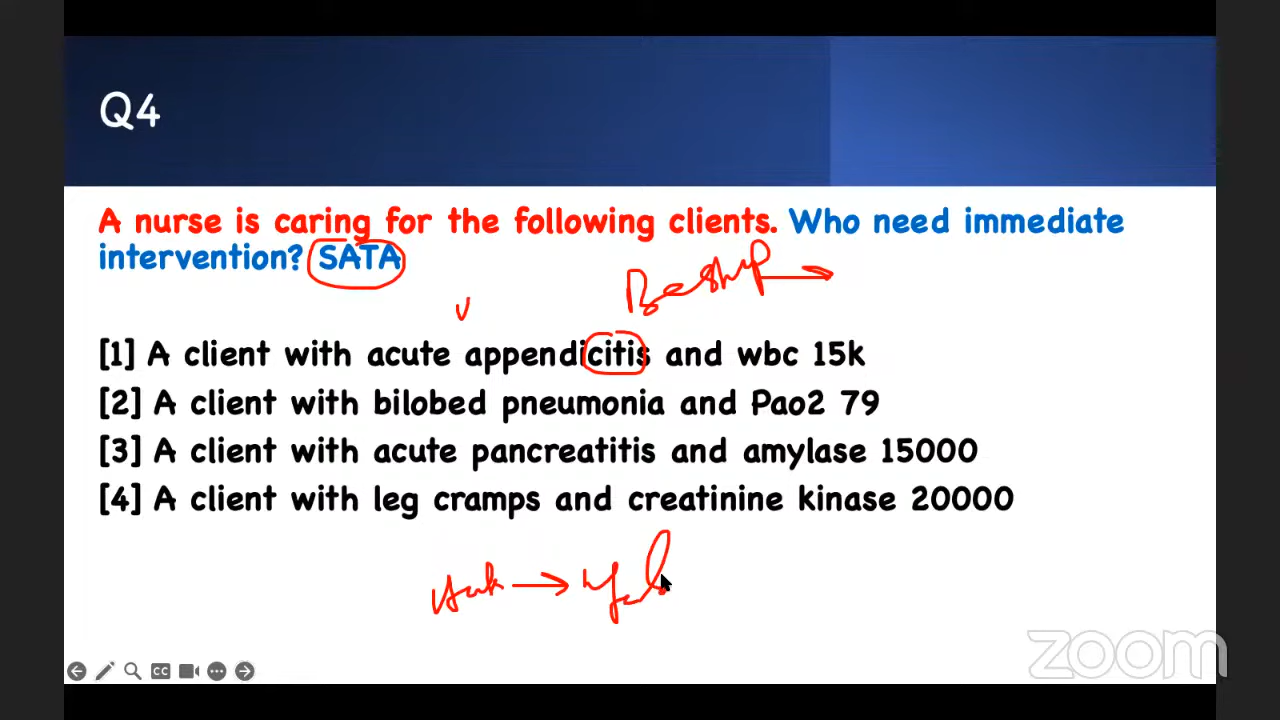 Q4
A nurse is caring for the following clients. Who need immediate
intervention? SATA
[1] A client with acute appendicitis and wbc 15k
[2] A client with bilobed pneumonia and Pao2 79
[3] A client with acute pancreatitis and amylase 15000
[4] A client with leg cramps and creatinine kinase 20000
CC
zoom